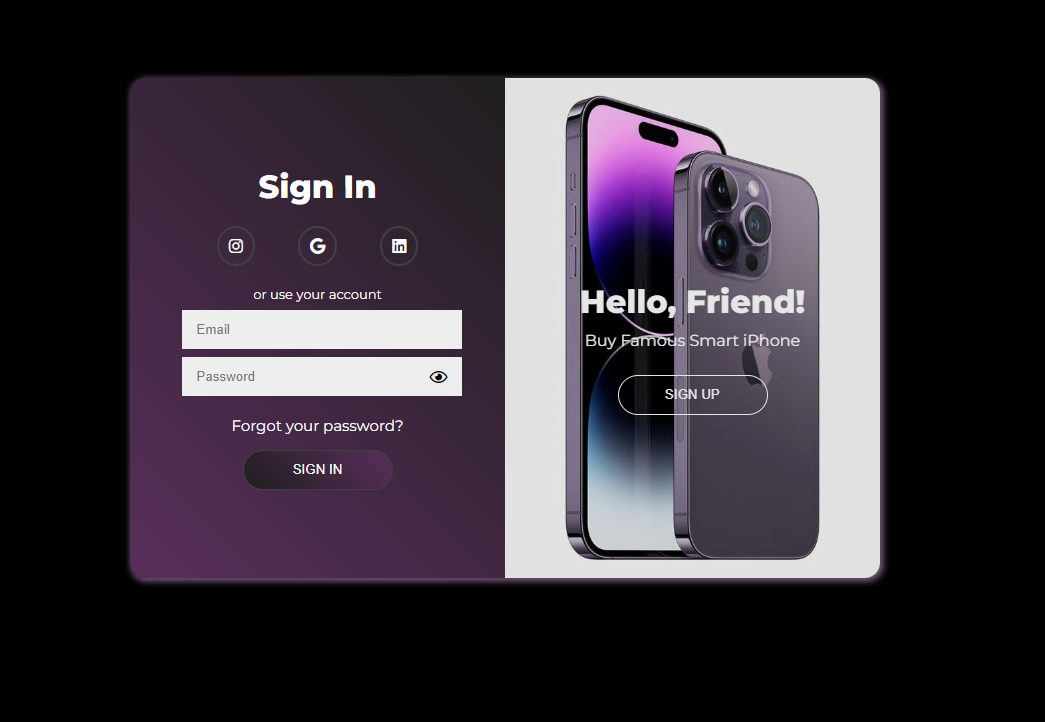 Sign In
or use your account
Email
Password
Forgot your password?
SIGN IN
Hello, Friend!
Buy Famous Smart iPhone
SIGN UP